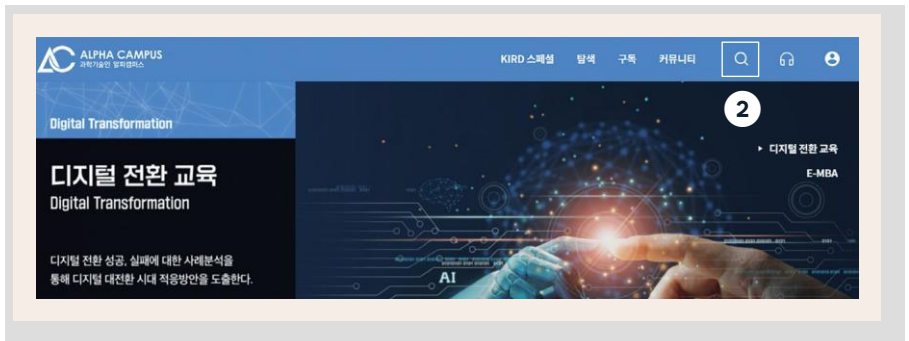 ALPHA CAMPUS
과학기술인 알파캠퍼스
KIRD 스페셜 탐색 구독 커뮤니티
2
Digital Transformation
디지털 전환 교육
E-MBA
디지털 전환 교육
Digital Transformation
디지털 전환 성공, 실패에 대한 사례분석을
통해 디지털 대전환 시대 적응방안을 도출한다.
AI